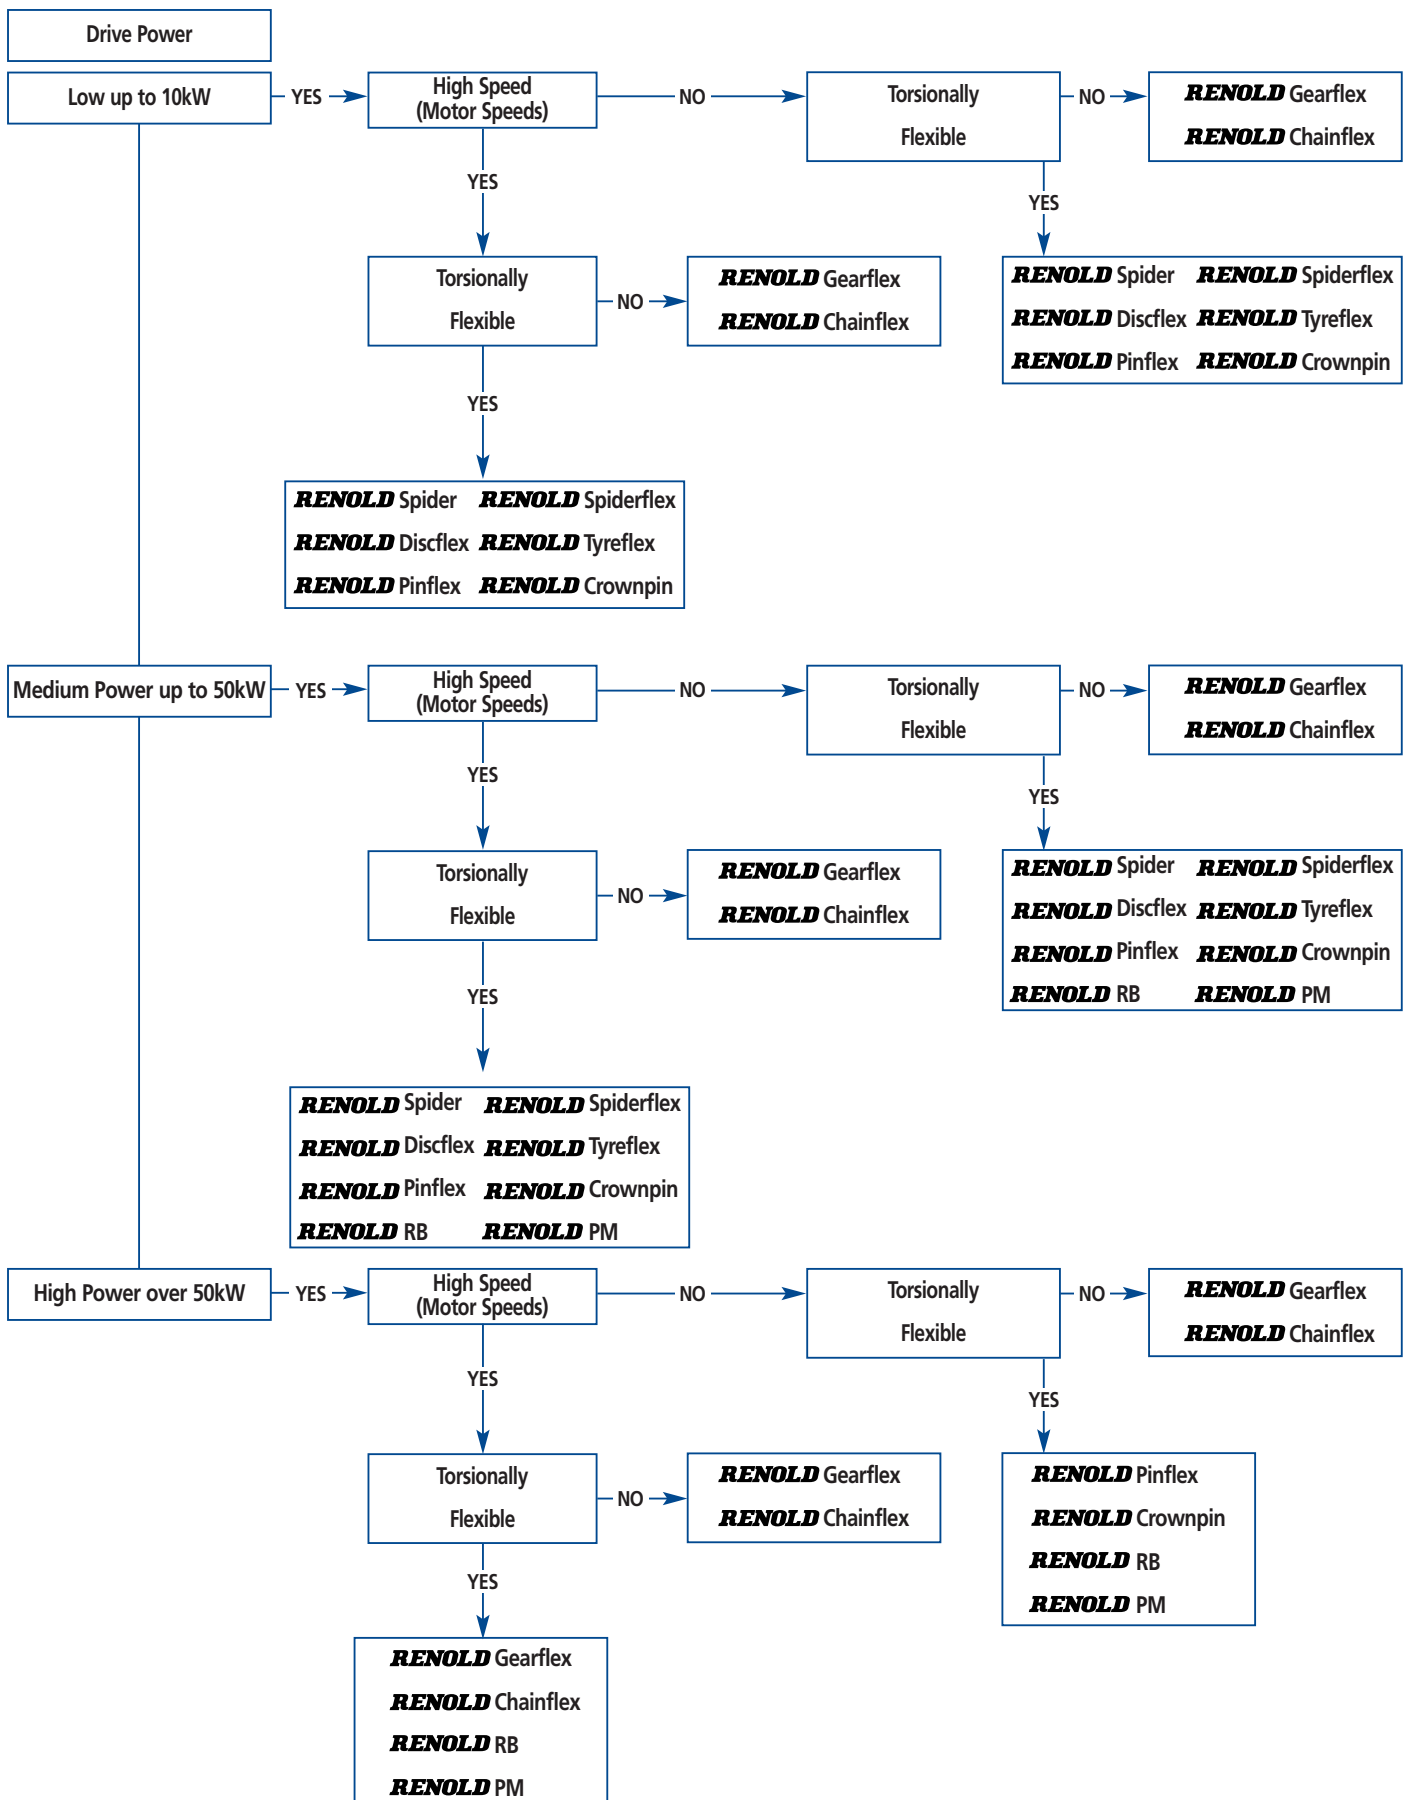 Drive Power
Low up to 10kW
YES
High Speed
(Motor Speeds)
NO
Torsionally
Flexible
NO
RENOLD Gearflex
RENOLD Chainflex
YES
YES
Torsionally
Flexible
NO
RENOLD Gearflex
RENOLD Chainflex
RENOLD Spider RENOLD Spiderflex
RENOLD Discflex RENOLD Tyreflex
RENOLD Pinflex RENOLD Crownpin
YES
RENOLD Spider RENOLD Spiderflex
RENOLD Discflex RENOLD Tyreflex
RENOLD Pinflex RENOLD Crownpin
Medium Power up to 50kW
YES
High Speed
(Motor Speeds)
NO
Torsionally
Flexible
NO
RENOLD Gearflex
RENOLD Chainflex
YES
YES
Torsionally
Flexible
NO
RENOLD Gearflex
RENOLD Chainflex
RENOLD Spider RENOLD Spiderflex
RENOLD Discflex RENOLD Tyreflex
RENOLD Pinflex RENOLD Crownpin
RENOLD RB RENOLD PM
YES
RENOLD Spider RENOLD Spiderflex
RENOLD Discflex RENOLD Tyreflex
RENOLD Pinflex RENOLD Crownpin
RENOLD RB RENOLD PM
High Power over 50kW
YES
High Speed
(Motor Speeds)
NO
Torsionally
Flexible
NO
RENOLD Gearflex
RENOLD Chainflex
YES
YES
Torsionally
Flexible
NO
RENOLD Gearflex
RENOLD Chainflex
RENOLD Pinflex
RENOLD Crownpin
RENOLD RB
RENOLD PM
YES
RENOLD Gearflex
RENOLD Chainflex
RENOLD RB
RENOLD PM